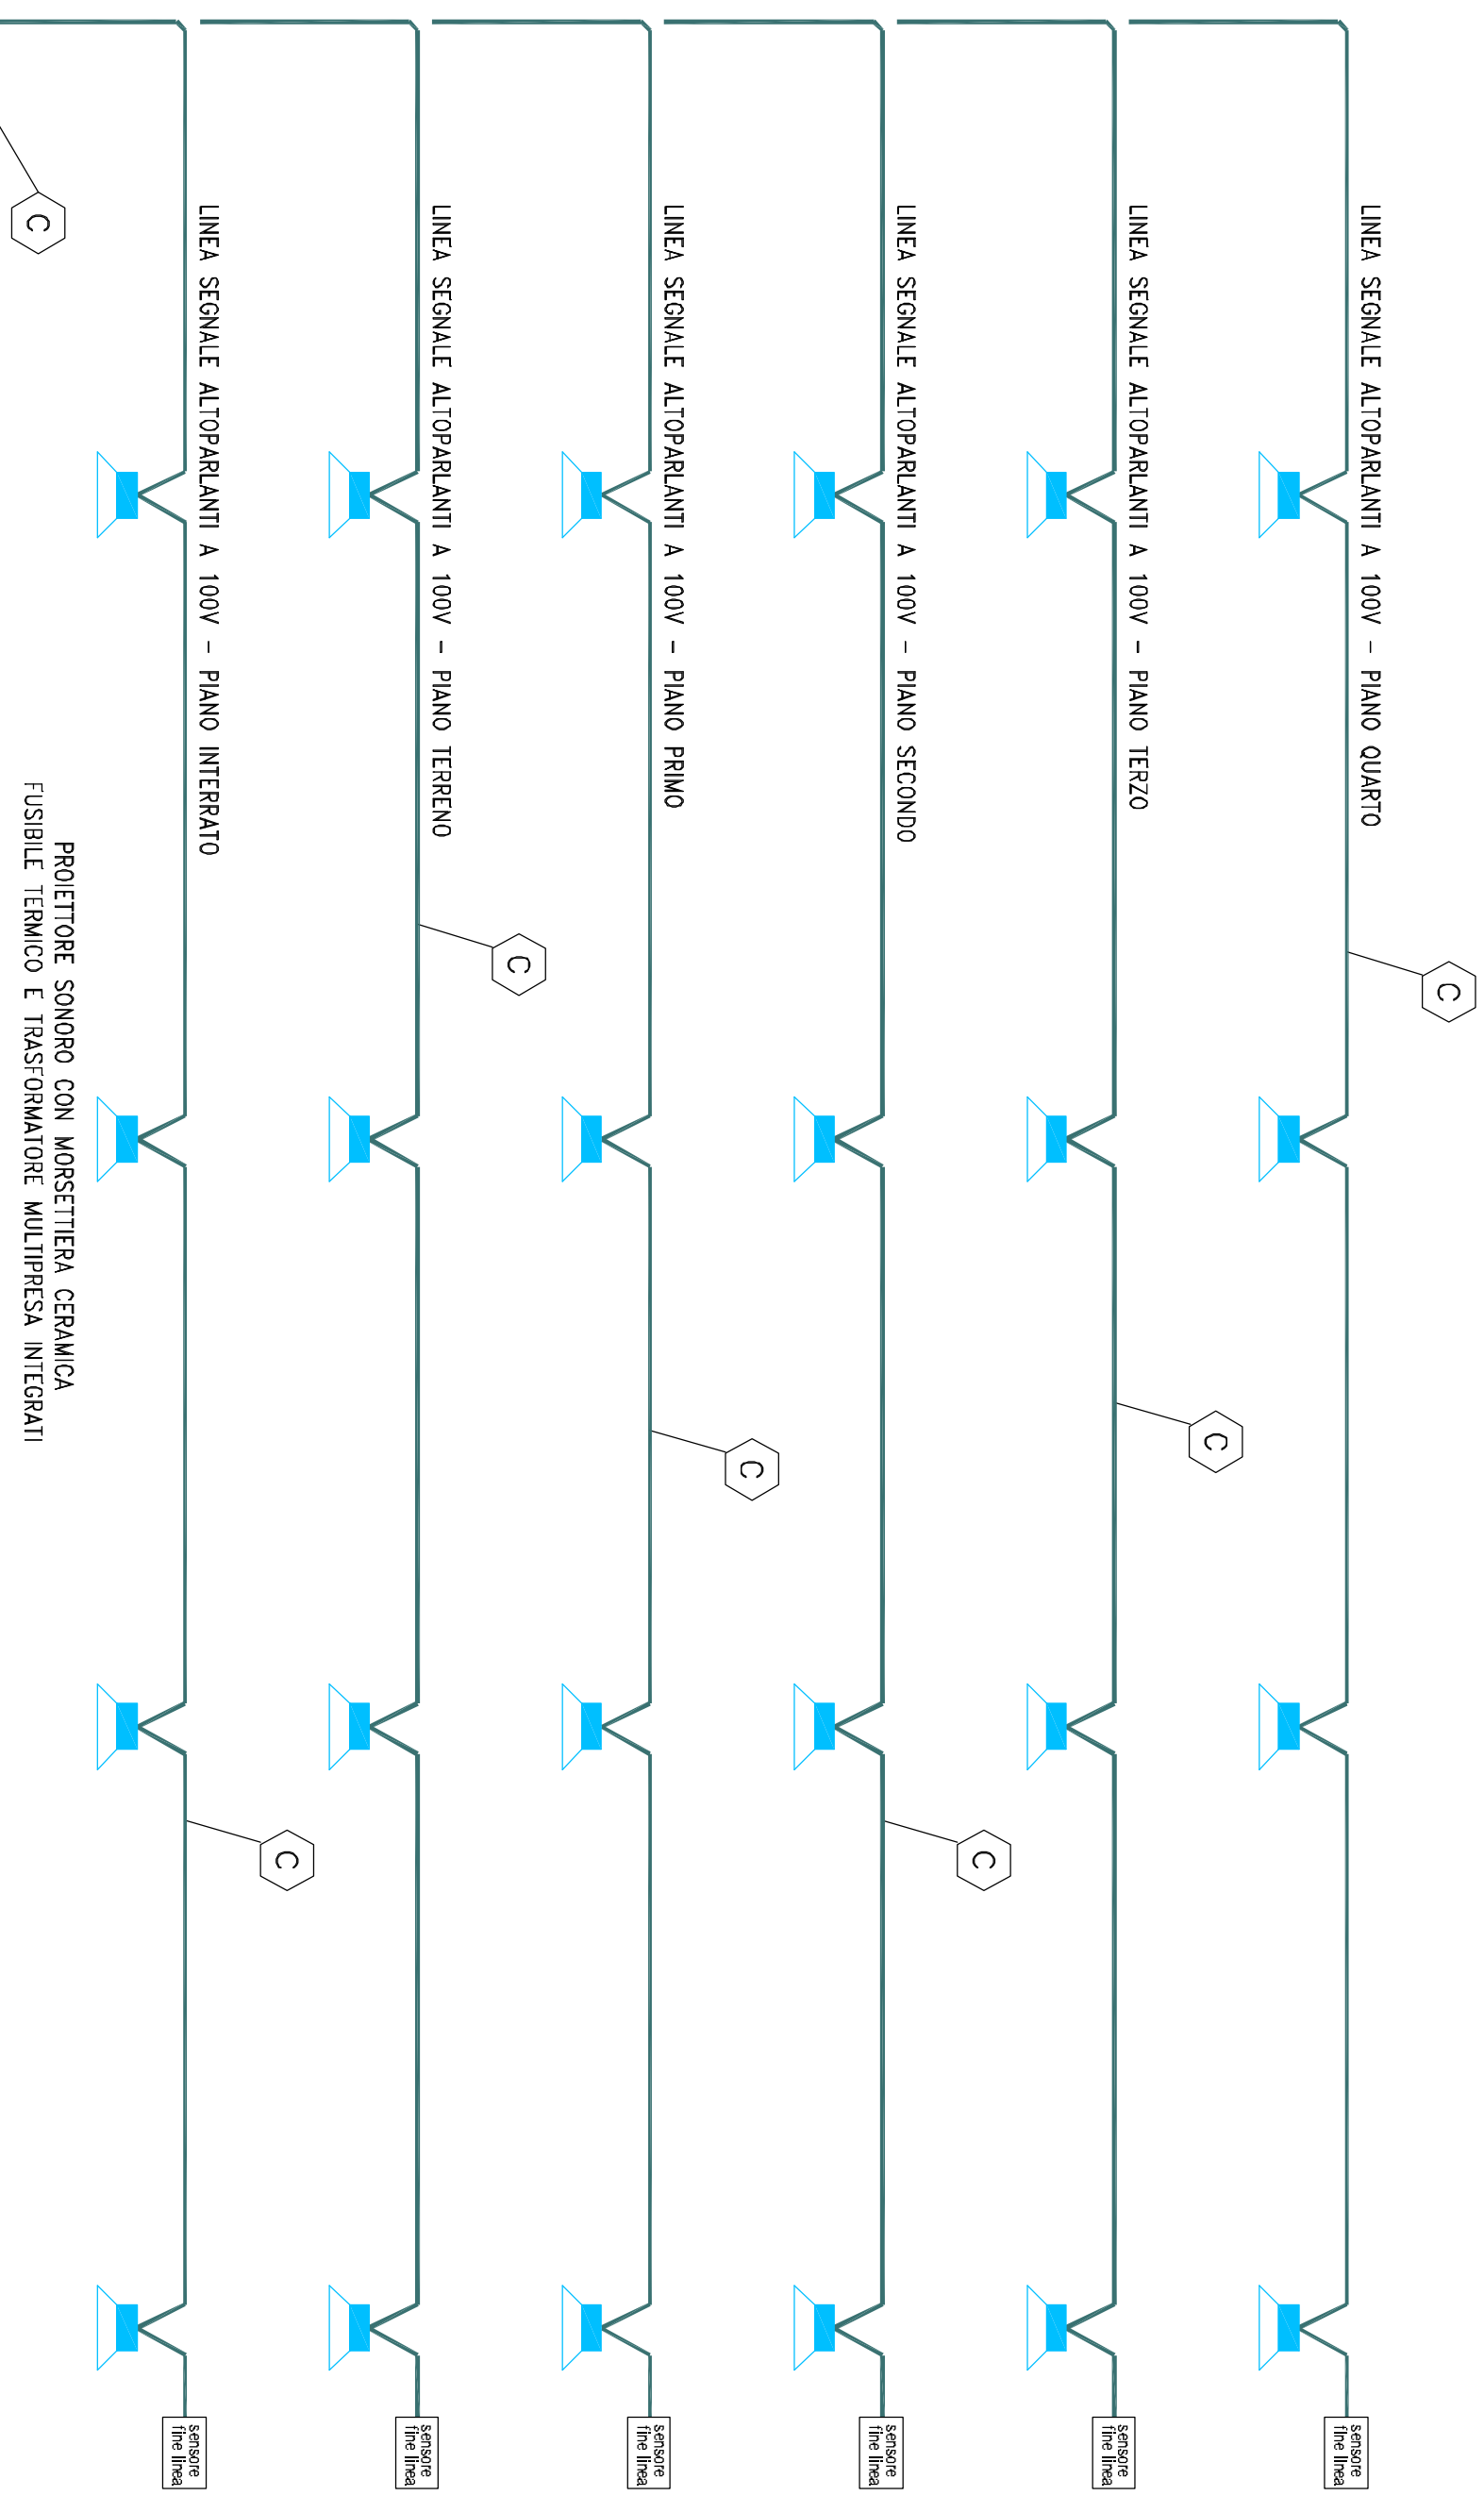 C
LINEA SEGNALE ALTOPARLANTI A 100V - PIANO QUARTO
sensore
fine linea
C
LINEA SEGNALE ALTOPARLANTI A 100V - PIANO TERZO
sensore
fine linea
C
LINEA SEGNALE ALTOPARLANTI A 100V - PIANO SECONDO
sensore
fine linea
C
LINEA SEGNALE ALTOPARLANTI A 100V - PIANO PRIMO
sensore
fine linea
C
LINEA SEGNALE ALTOPARLANTI A 100V - PIANO TERRENO
sensore
fine linea
C
LINEA SEGNALE ALTOPARLANTI A 100V - PIANO INTERRATO
sensore
fine linea
C
PROIETTORE SONORO CON MORSETTIERA CERAMICA
FUSIBILE TERMICO E TRASFORMATORE MULTIPRESA INTEGRATI